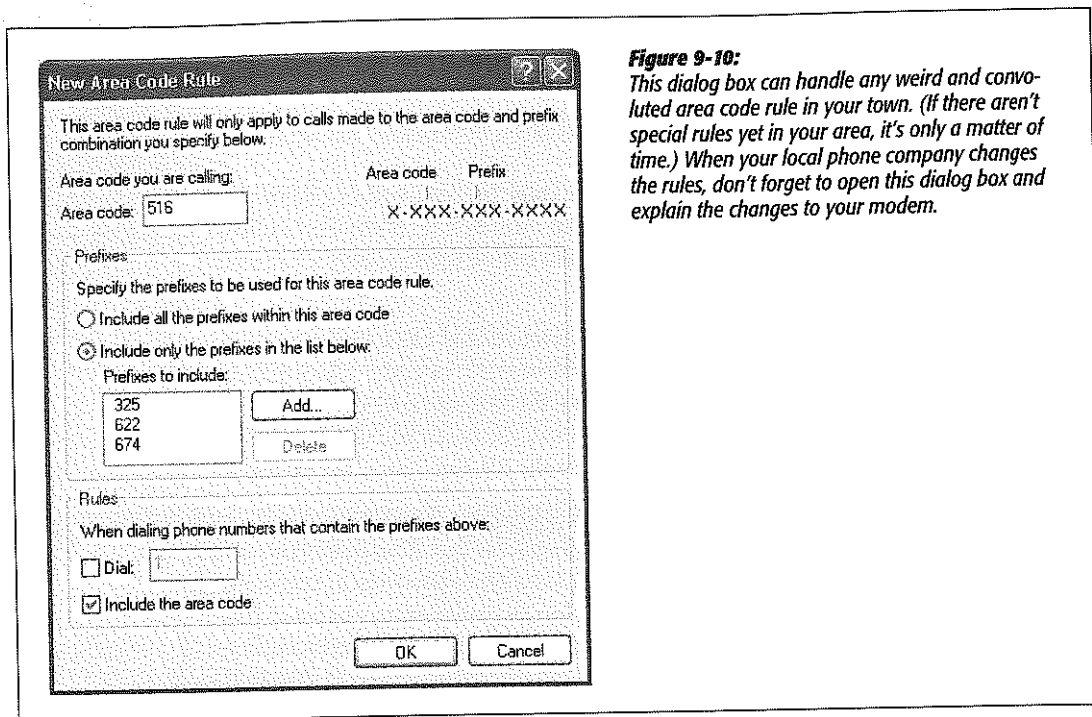 New Area Code Rule
This area code rule will only apply to calls made to the area code and prefix
combination you specify below.
Area code you are calling:
Area code Prefix
Area code: 516
X-XXX-XXX-XXXX
Prefixes
Specify the prefixes to be used for this area code rule.
Include all the prefixes within this area code
Include only the prefixes in the list below:
Prefixes to include:
325
622
674
Add...
Delete
Rules
When dialing phone numbers that contain the prefixes above:
Dial: 1
Include the area code
OK
Cancel
Figure 9-10:
This dialog box can handle any weird and convo-
luted area code rule in your town. (If there aren't
special rules yet in your area, it's only a matter of
time.) When your local phone company changes
the rules, don't forget to open this dialog box and
explain the changes to your modem.